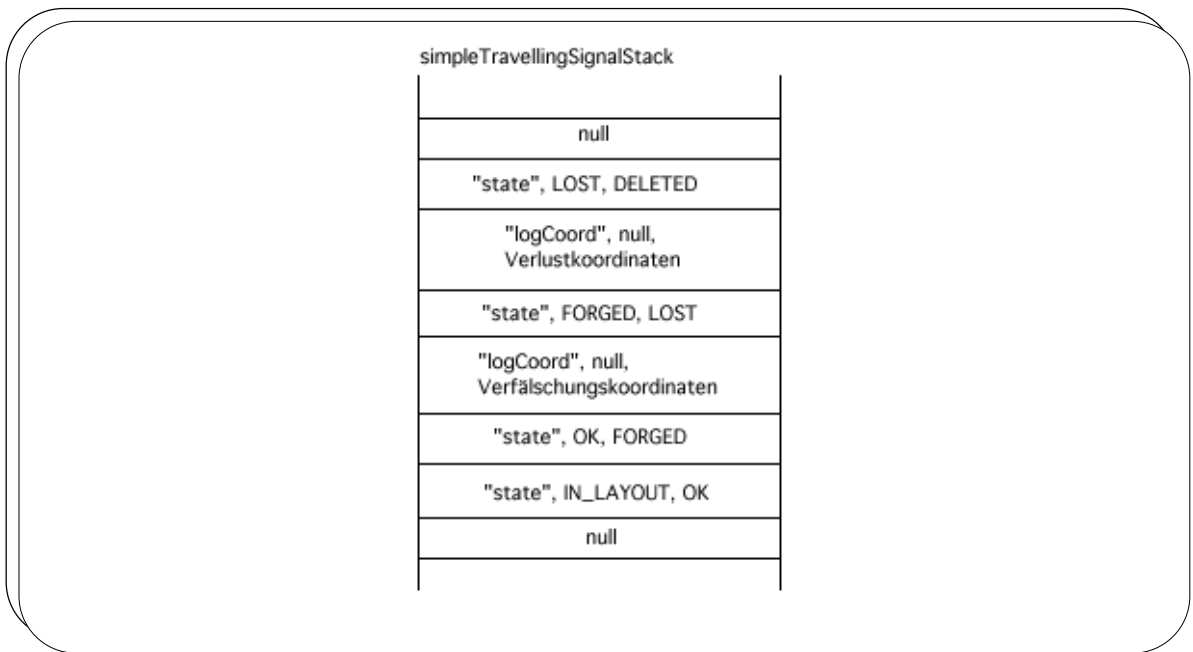 simpleTravellingSignalStack
null
"state", LOST, DELETED
"logCoord", null,
Verlustkoordinaten
"state", FORGED, LOST
"logCoord", null,
Verfälschungskoordinaten
"state", OK, FORGED
"state", IN_LAYOUT, OK
null